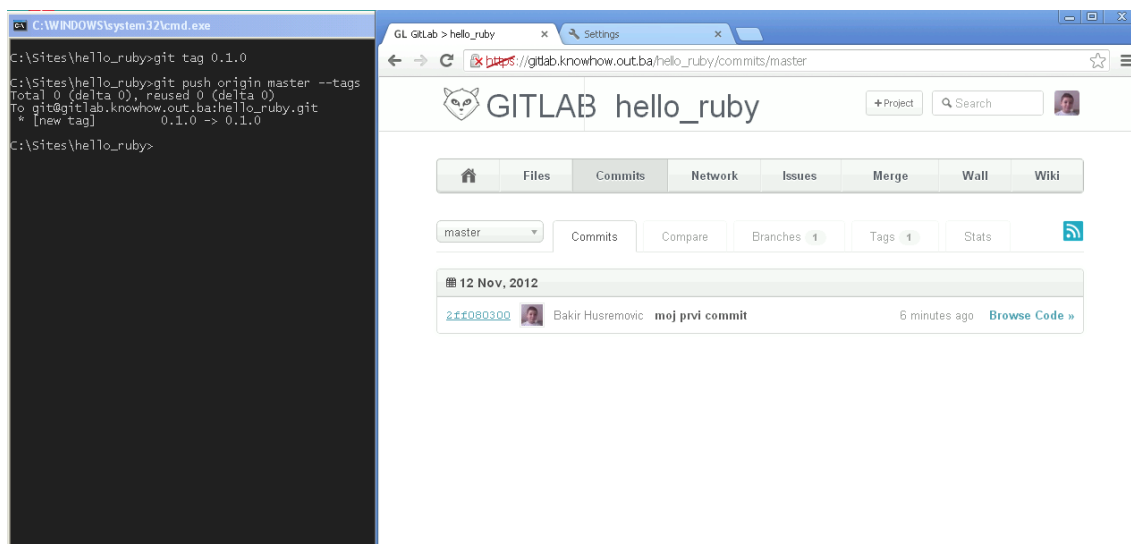 C:\WINDOWS\system32\cmd.exe
C:\Sites\hello_ruby>git tag 0.1.0
C:\Sites\hello_ruby>git push origin master --tags
Total 0 (delta 0), reused 0 (delta 0)
To git@gitlab.knowhow.out.ba:hello_ruby.git
* [new tag] 0.1.0 -> 0.1.0
C:\Sites\hello_ruby>
GL GitLab > hello_ruby × Settings ×
https://gitlab.knowhow.out.ba/hello_ruby/commits/master
GITLAB hello_ruby +Project Search
Files Commits Network Issues Merge Wall Wiki
master Commits Compare Branches 1 Tags 1 Stats
12 Nov, 2012
2ff080300 Bakir Husremovic moj prvi commit 6 minutes ago Browse Code »